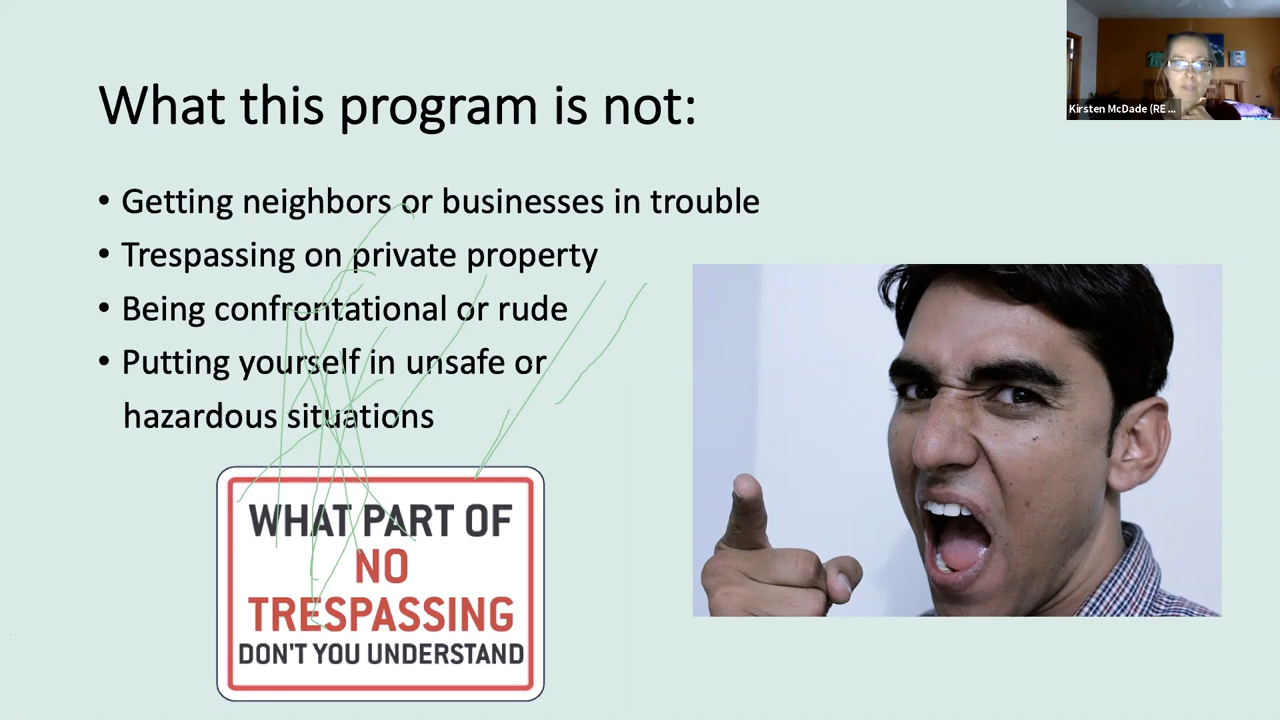 What this program is not:
Kirsten McDade (RE ...
• Getting neighbors or businesses in trouble
• Trespassing on private property
• Being confrontational or rude
• Putting yourself in unsafe or
hazardous situations
WHAT PART OF
NO
TRESPASSING
DON'T YOU UNDERSTAND